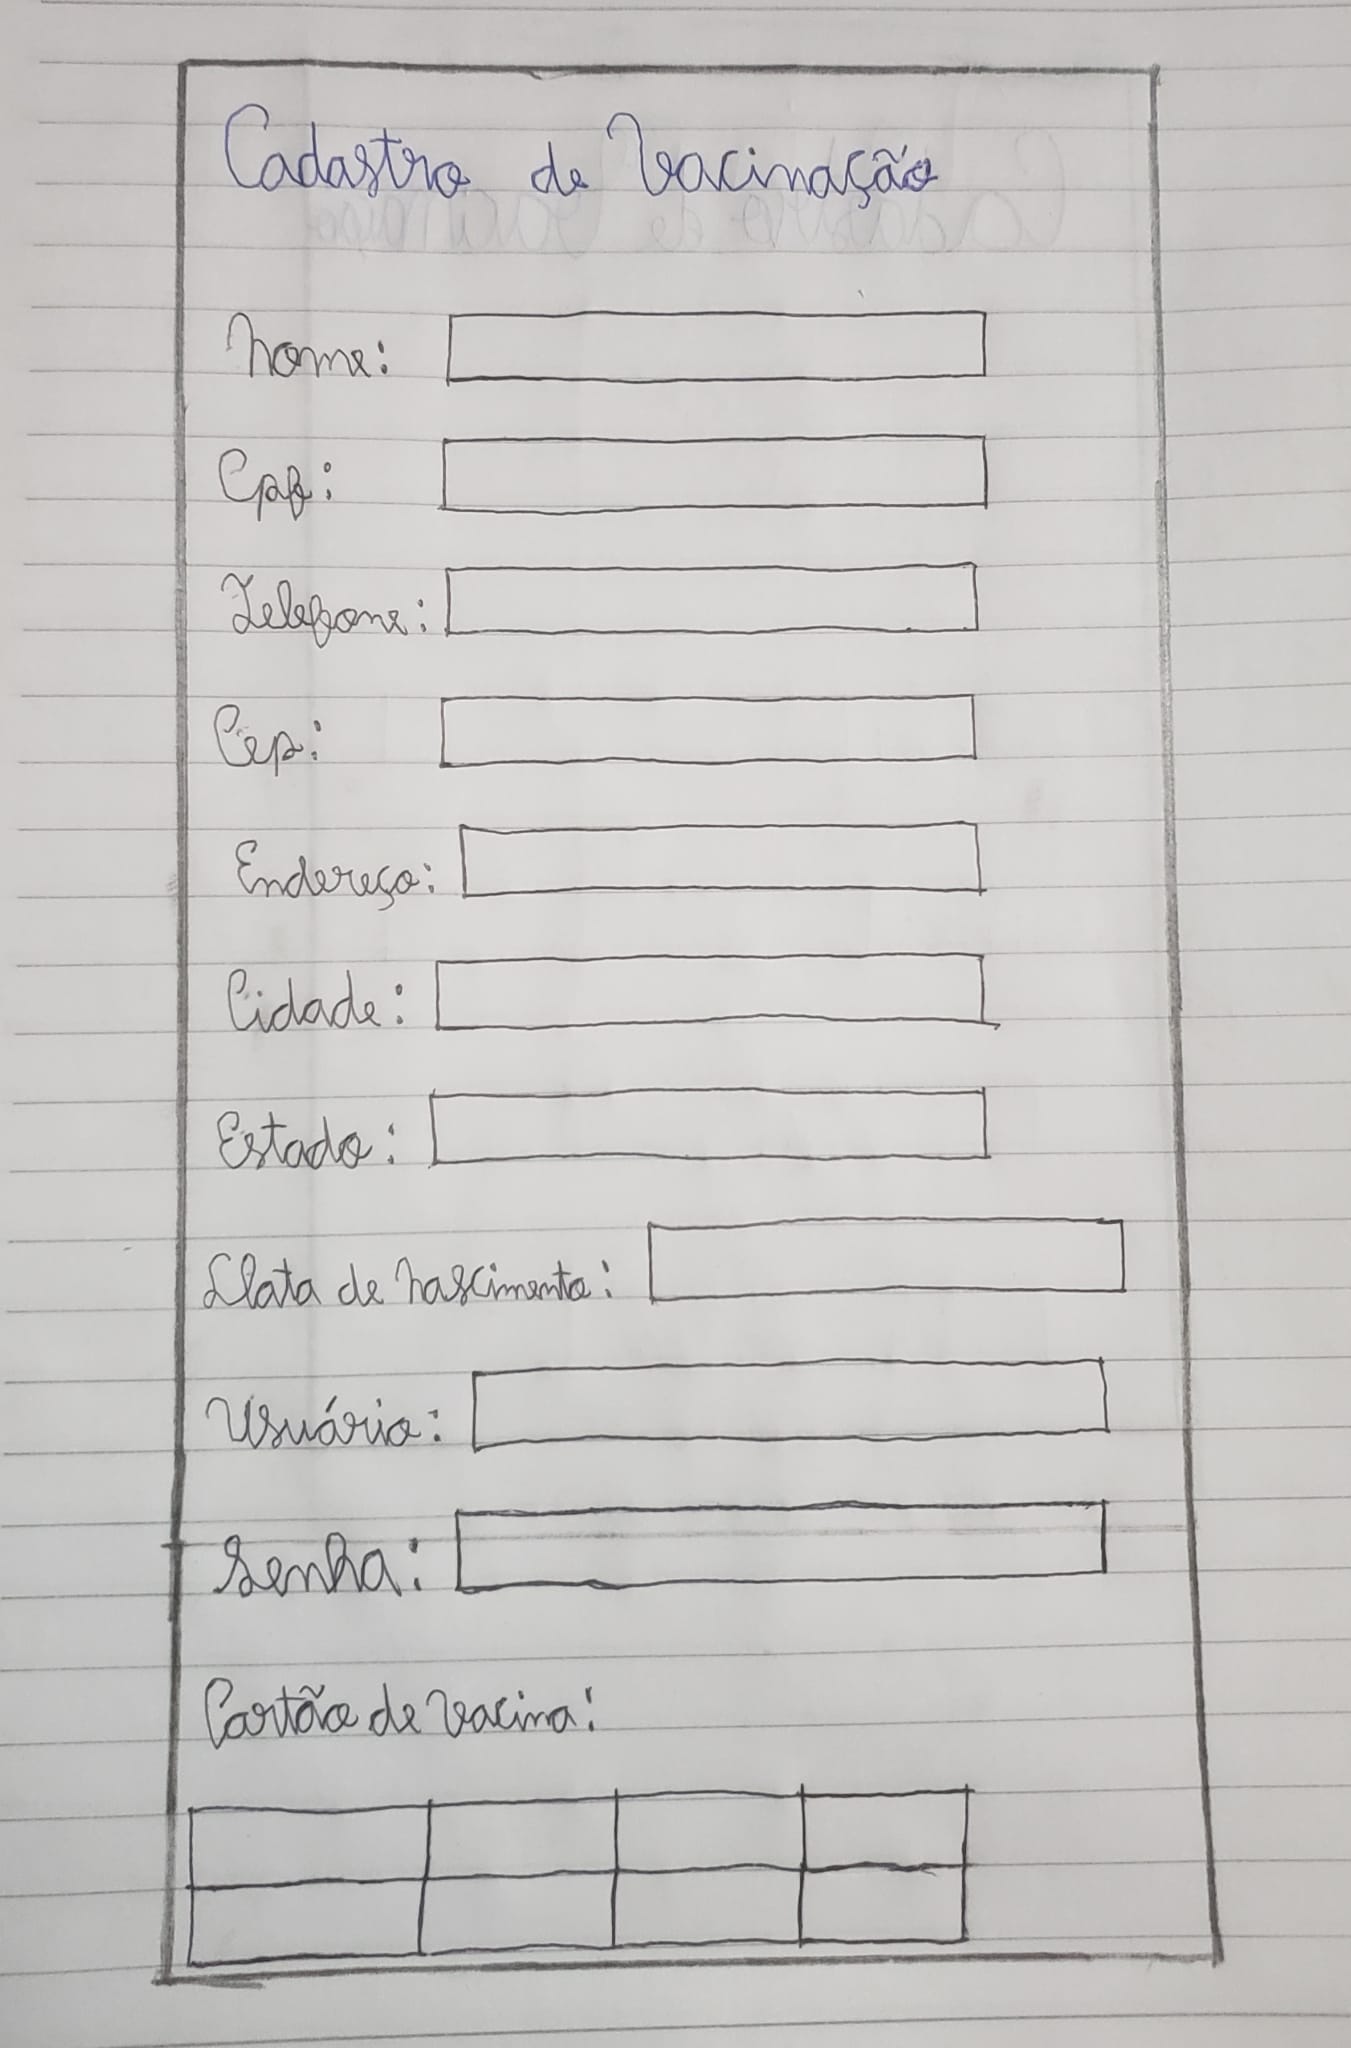 Cadastro de Vacinação
Nome:
Cpf:
Telefone:
Cep:
Endereço:
Cidade:
Estado:
Data de nascimento:
Usuário:
Senha:
Cartão de Vacina: